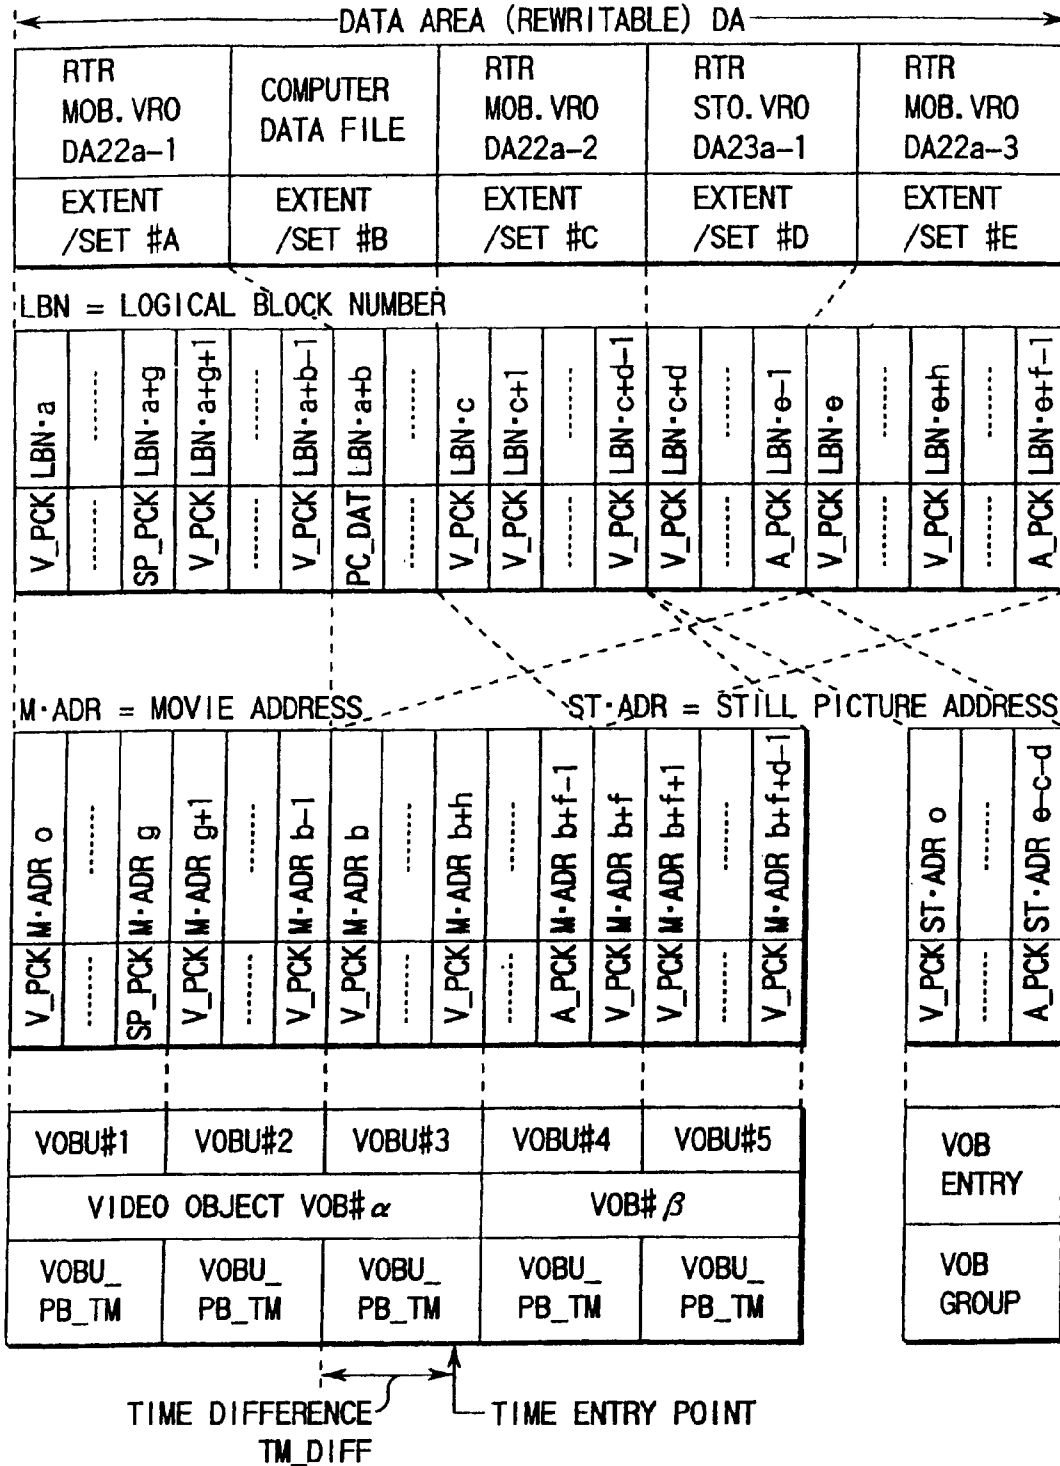 DATA AREA (REWRITABLE) DA
RTR MOB.VRO DA22a-1
COMPUTER DATA FILE
RTR MOB.VRO DA22a-2
RTR STO.VRO DA23a-1
RTR MOB.VRO DA22a-3
EXTENT /SET #A
EXTENT /SET #B
EXTENT /SET #C
EXTENT /SET #D
EXTENT /SET #E
LBN = LOGICAL BLOCK NUMBER
V_PCK LBN·a
SP_PCK LBN·a+g
V_PCK LBN·a+g+1
V_PCK LBN·a+b-1
PC_DAT LBN·a+b
V_PCK LBN·c
V_PCK LBN·c+1
V_PCK LBN·c+d-1
V_PCK LBN·c+d
A_PCK LBN·e-1
V_PCK LBN·e
V_PCK LBN·e+h
A_PCK LBN·e+f-1
M·ADR = MOVIE ADDRESS
ST·ADR = STILL PICTURE ADDRESS
V_PCK M·ADR o
SP_PCK M·ADR g
V_PCK M·ADR g+1
V_PCK M·ADR b-1
V_PCK M·ADR b
V_PCK M·ADR b+h
A_PCK M·ADR b+f-1
V_PCK M·ADR b+f
V_PCK M·ADR b+f+1
V_PCK M·ADR b+f+d-1
V_PCK ST·ADR o
A_PCK ST·ADR e-c-d
VOBU#1
VOBU#2
VOBU#3
VOBU#4
VOBU#5
VOB ENTRY
VIDEO OBJECT VOB#α
VOB#β
VOBU_ PB_TM
VOBU_ PB_TM
VOBU_ PB_TM
VOBU_ PB_TM
VOBU_ PB_TM
VOB GROUP
TIME DIFFERENCE TM_DIFF
TIME ENTRY POINT